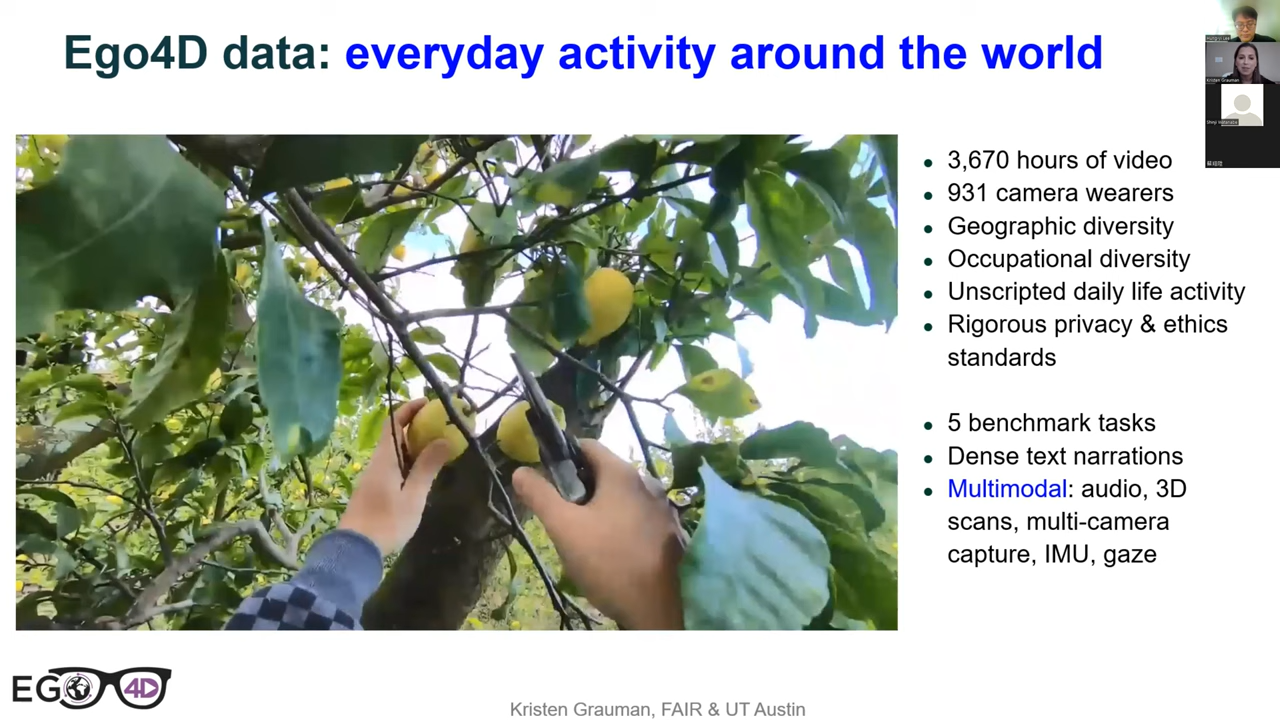 Ego4D data: everyday activity around the world
3,670 hours of video
931 camera wearers
Geographic diversity
Occupational diversity
Unscripted daily life activity
Rigorous privacy & ethics
standards
5 benchmark tasks
Dense text narrations
Multimodal: audio, 3D
scans, multi-camera
capture, IMU, gaze
EGO4D
Kristen Grauman, FAIR & UT Austin
Kristen Grauman